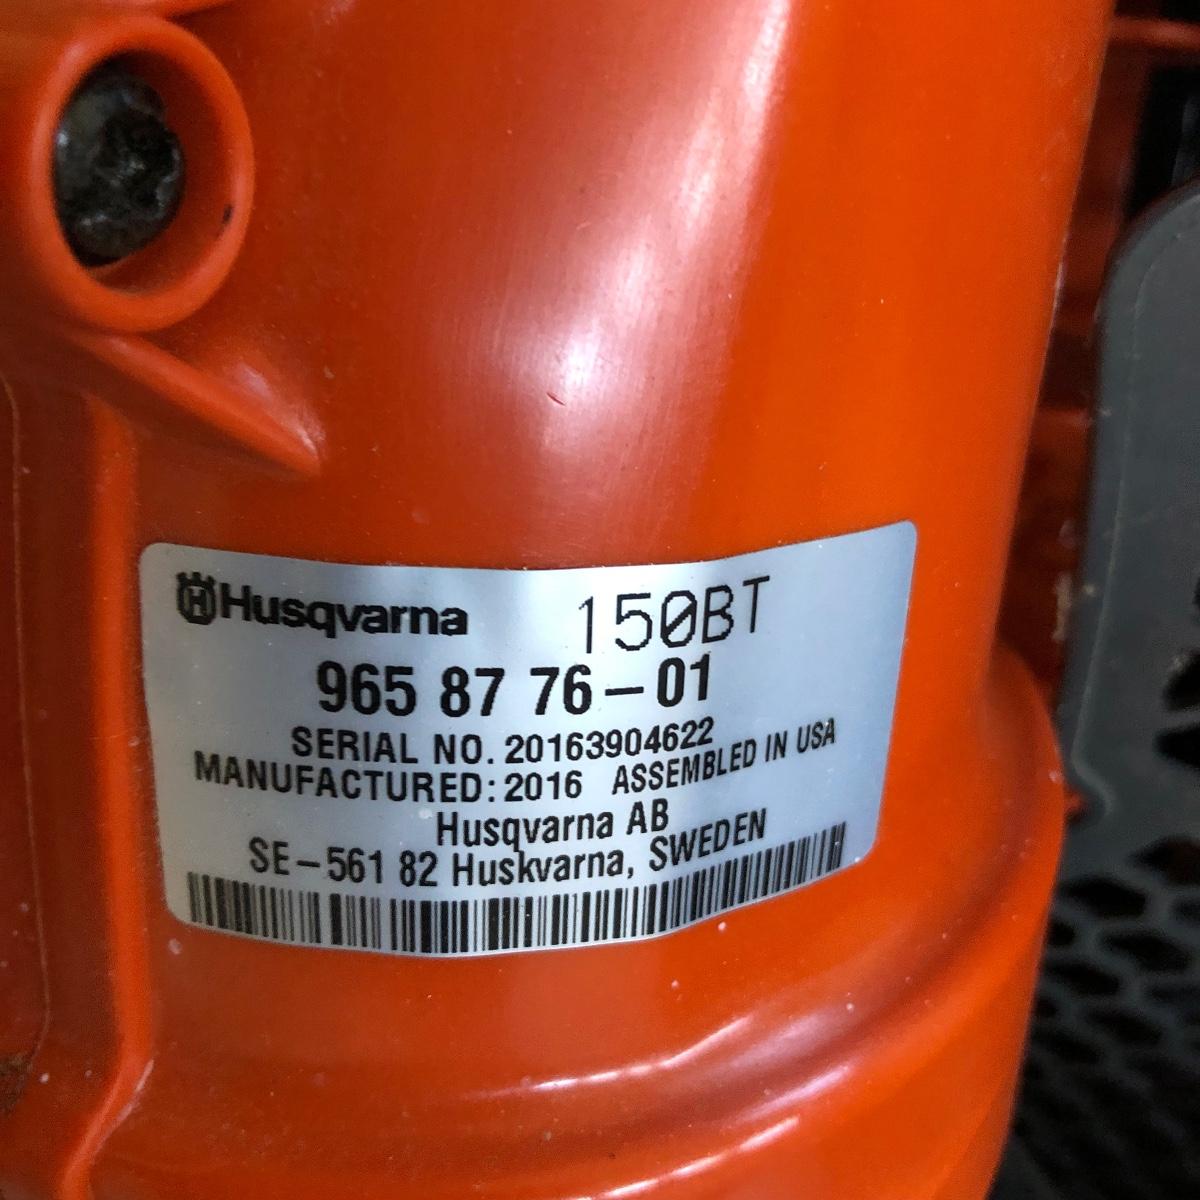 Husqvarna 150BT
965 87 76-01
SERIAL NO. 20163904622
MANUFACTURED: 2016 ASSEMBLED IN USA
Husqvarna AB
SE-561 82 Huskvarna, SWEDEN